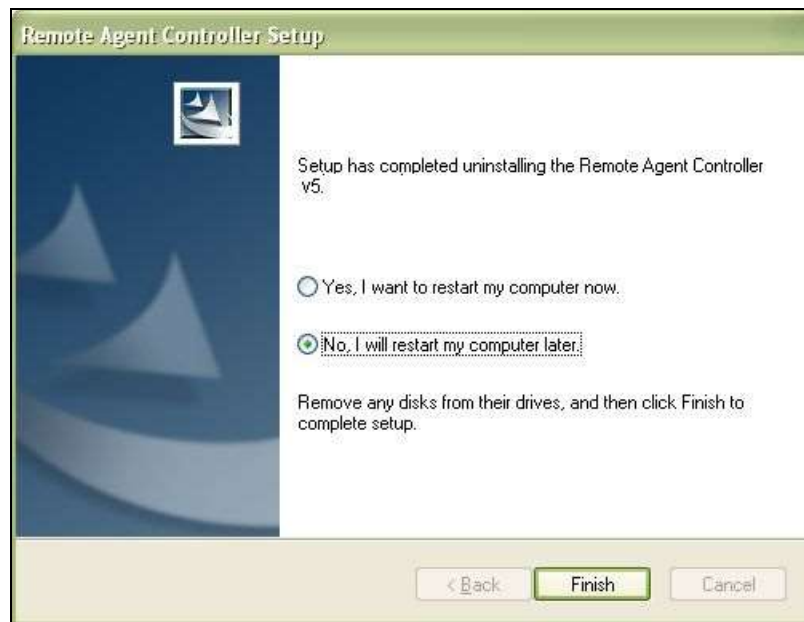 Remote Agent Controller Setup
Setup has completed uninstalling the Remote Agent Controller
v5.
Yes, I want to restart my computer now.
No, I will restart my computer later.
Remove any disks from their drives, and then click Finish to
complete setup.
< Back
Finish
Cancel